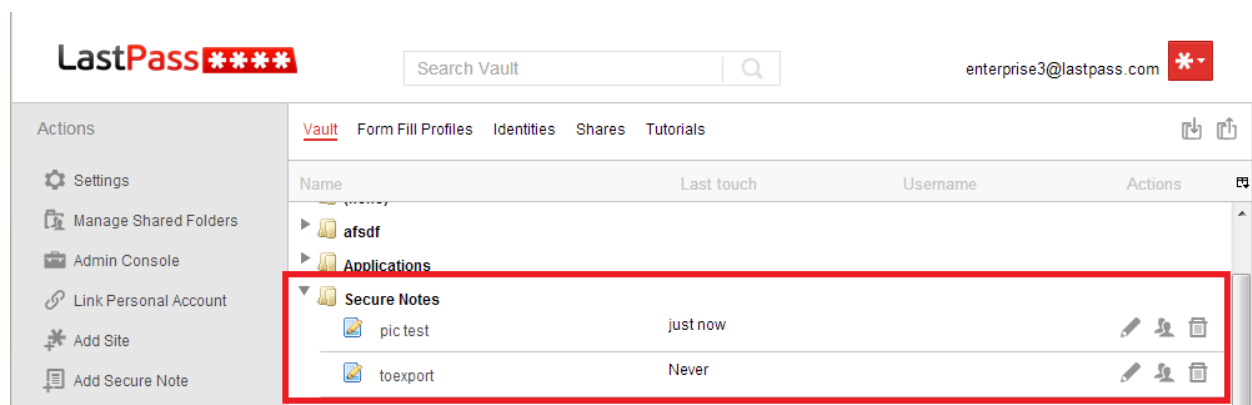 LastPass ****
Search Vault
enterprise3@lastpass.com
Actions
Vault Form Fill Profiles Identities Shares Tutorials
Settings
Name Last touch Username Actions
Manage Shared Folders
afsdf
Admin Console
Applications
Link Personal Account
Secure Notes
Add Site
pic test just now
Add Secure Note
toexport Never